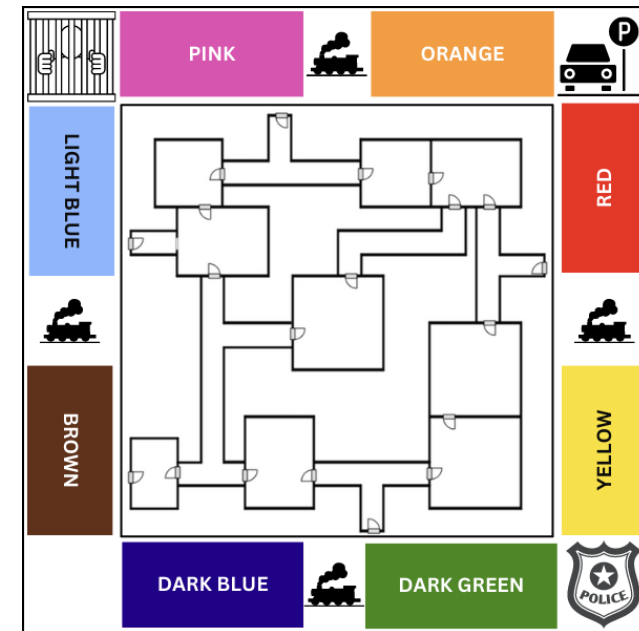 PINK
ORANGE
P
LIGHT BLUE
RED
BROWN
YELLOW
DARK BLUE
DARK GREEN
POLICE